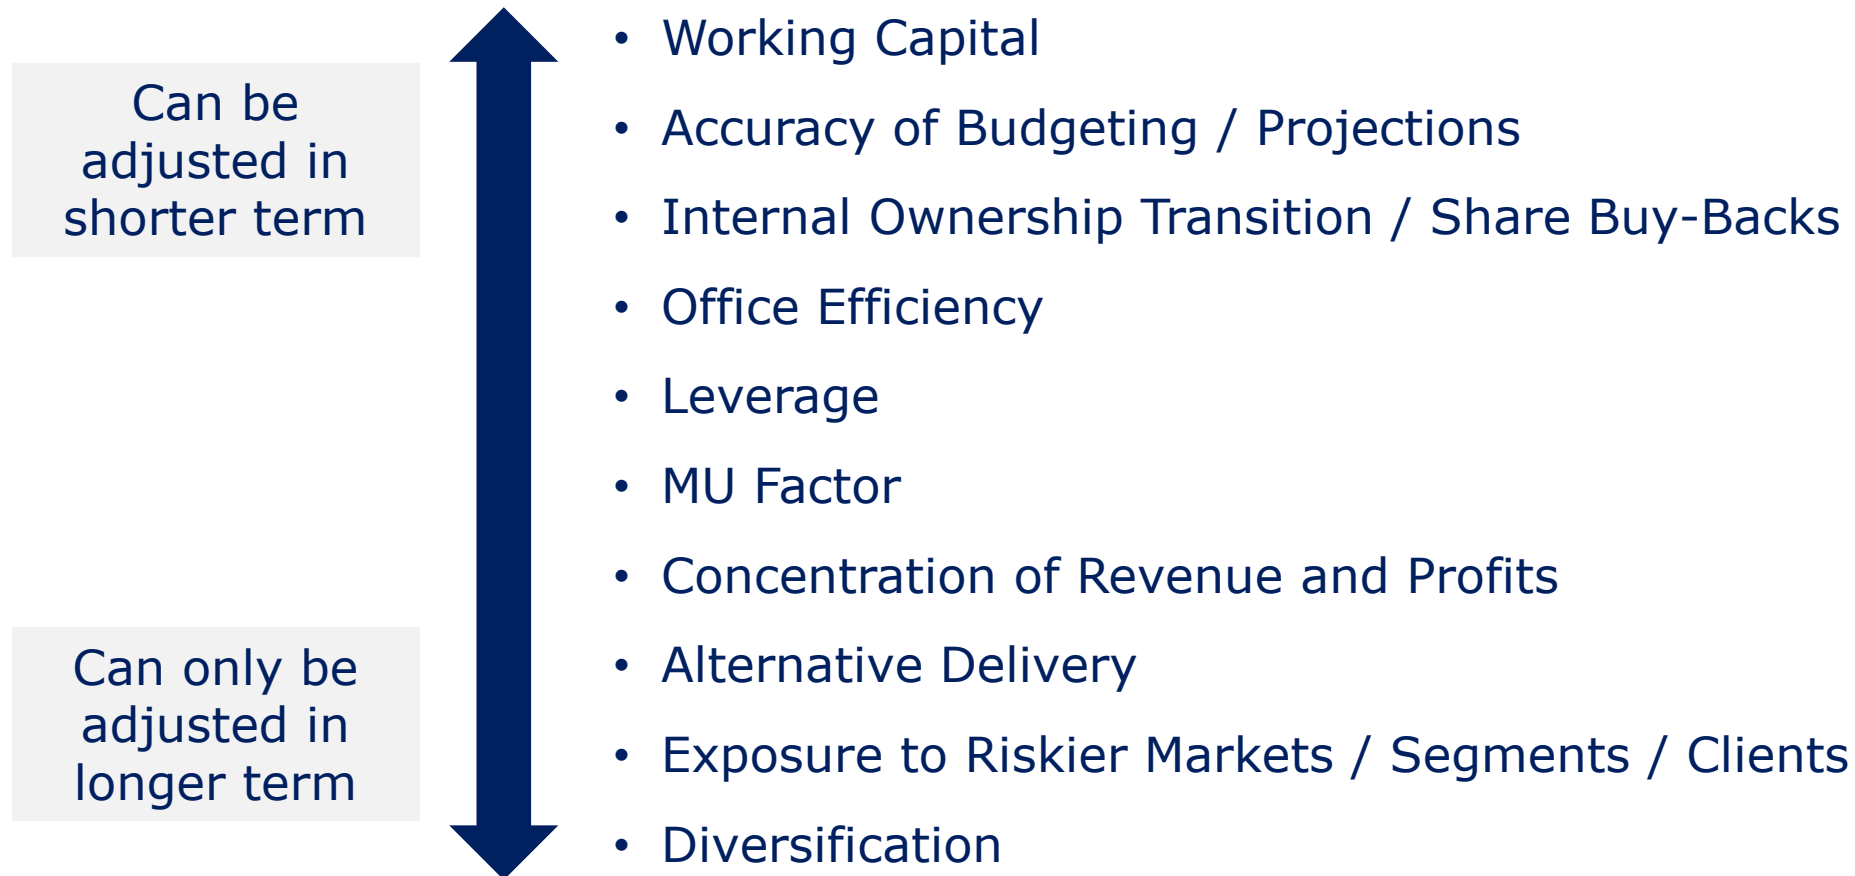 Can be
adjusted in
shorter term
Can only be
adjusted in
longer term
• Working Capital
• Accuracy of Budgeting / Projections
• Internal Ownership Transition / Share Buy-Backs
• Office Efficiency
• Leverage
• MU Factor
• Concentration of Revenue and Profits
• Alternative Delivery
• Exposure to Riskier Markets / Segments / Clients
• Diversification